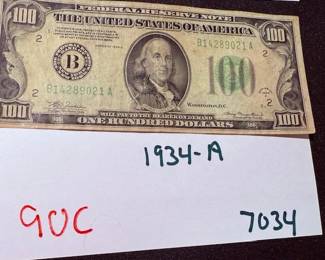 100 FEDERAL RESERVE NOTE 100
THE UNITED STATES OF AMERICA
2 B14289021A
B 100
2 2
B14289021A WASHINGTON, D.C.
WILL PAY TO THE BEARER ON DEMAND
100 ONE HUNDRED DOLLARS 100
1934-A
90C 7034